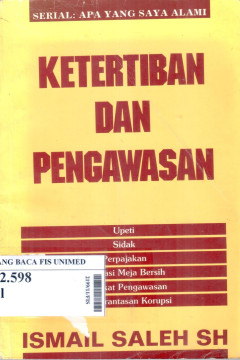 SERIAL: APA YANG SAYA ALAMI
KETERTIBAN
DAN
PENGAWASAN
Upeti
Sidak
Perpajakan
si Meja Bersih
at Pengawasan
rantasan Korupsi
ANG BACA FIS UNIMED
2.598
ISMAIL SALEH SH